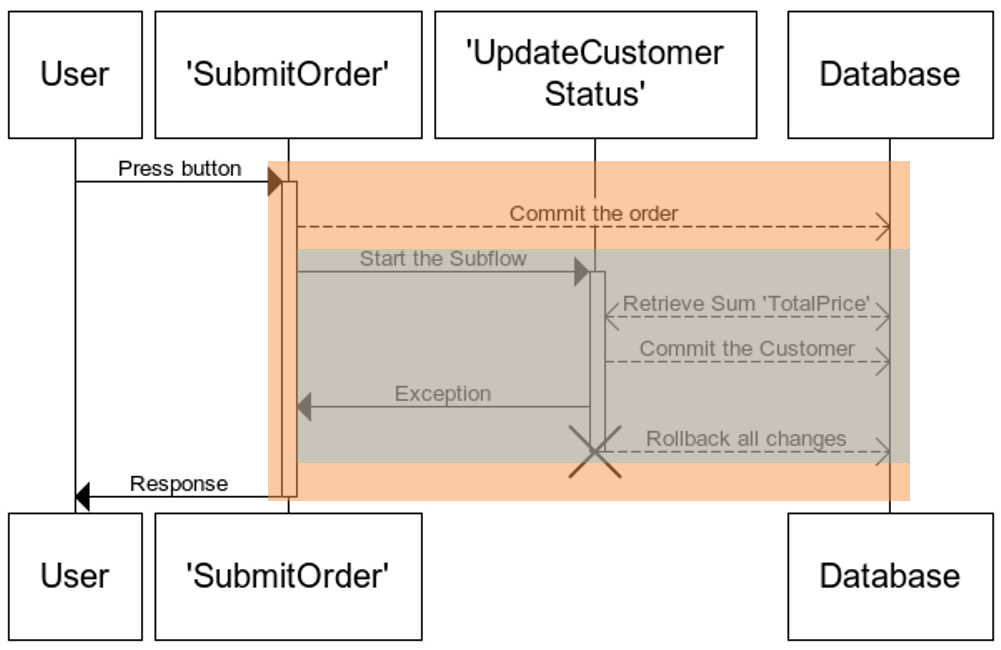 User
'SubmitOrder'
'UpdateCustomer
Status'
Database
Press button
Commit the order
Start the Subflow
Retrieve Sum 'TotalPrice'
Commit the Customer
Exception
Rollback all changes
Response
User
'SubmitOrder'
Database